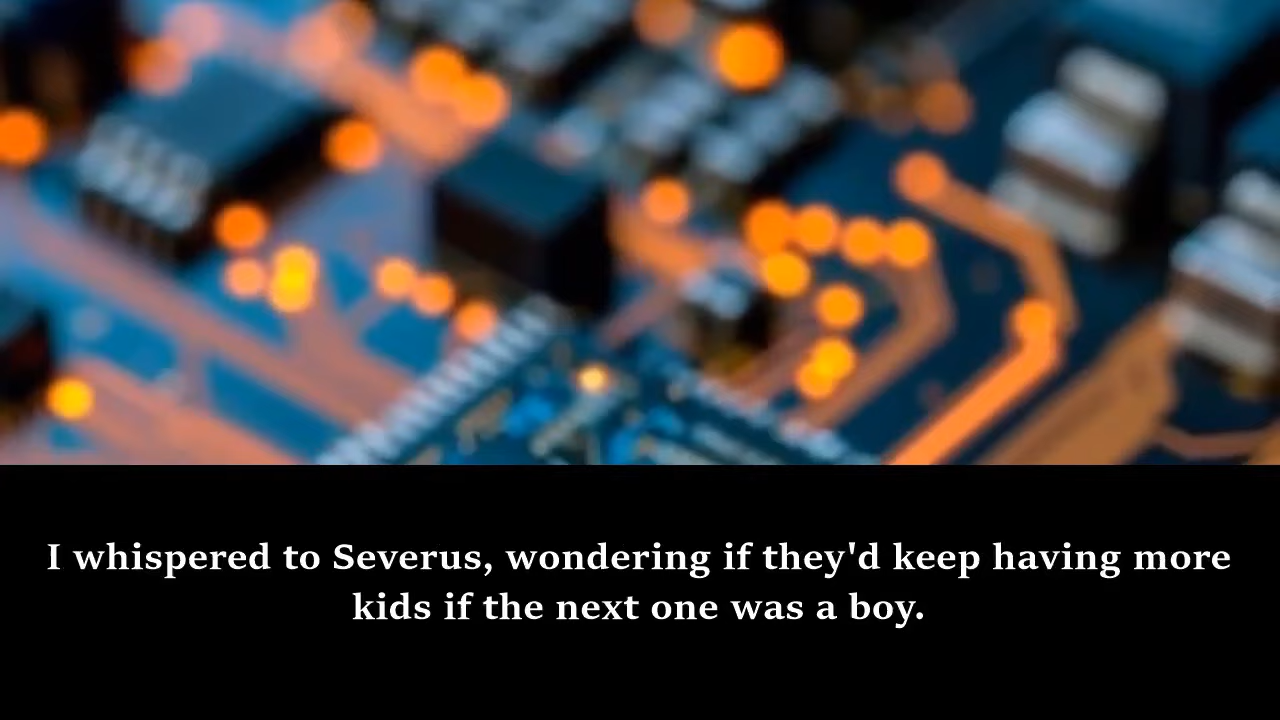 I whispered to Severus, wondering if they'd keep having more
kids if the next one was a boy.